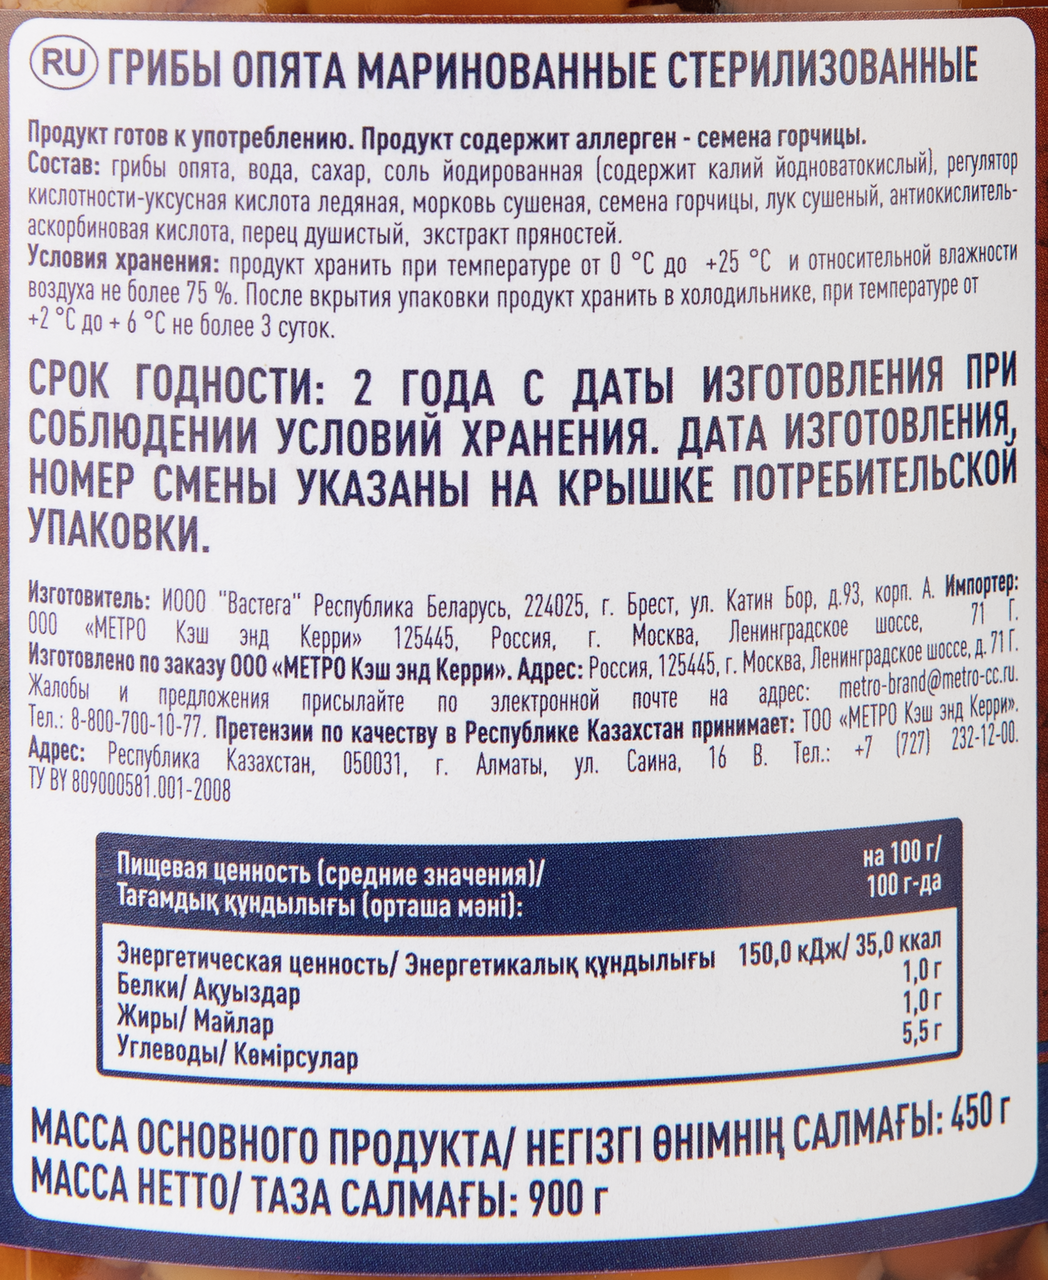 RU ГРИБЫ ОПЯТА МАРИНОВАННЫЕ СТЕРИЛИЗОВАННЫЕ
Продукт готов к употреблению. Продукт содержит аллерген - семена горчицы.
Состав: грибы опята, вода, сахар, соль йодированная (содержит калий йодноватокислый), регулятор
кислотности-уксусная кислота ледяная, морковь сушеная, семена горчицы, лук сушеный, антиокислитель-
аскорбиновая кислота, перец душистый, экстракт пряностей.
Условия хранения: продукт хранить при температуре от 0 °С до +25 °С и относительной влажности
воздуха не более 75 %. После вкрытия упаковки продукт хранить в холодильнике, при температуре от
+2 °С до + 6 °С не более 3 суток.
СРОК ГОДНОСТИ: 2 ГОДА С ДАТЫ ИЗГОТОВЛЕНИЯ ПРИ
СОБЛЮДЕНИИ УСЛОВИЙ ХРАНЕНИЯ. ДАТА ИЗГОТОВЛЕНИЯ,
НОМЕР СМЕНЫ УКАЗАНЫ НА КРЫШКЕ ПОТРЕБИТЕЛЬСКОЙ
УПАКОВКИ.
Изготовитель: ИООО "Вастега" Республика Беларусь, 224025, г. Брест, ул. Катин Бор, д.93, корп. А. Импортер:
ООО «МЕТРО Кэш энд Керри» 125445, Россия, г. Москва, Ленинградское шоссе, 71 Г.
Изготовлено по заказу ООО «МЕТРО Кэш энд Керри». Адрес: Россия, 125445, г. Москва, Ленинградское шоссе, д. 71 Г.
Жалобы и предложения присылайте по электронной почте на адрес: metro-brand@metro-cc.ru.
Тел.: 8-800-700-10-77. Претензии по качеству в Республике Казахстан принимает: ТОО «МЕТРО Кэш энд Керри».
Адрес: Республика Казахстан, 050031, г. Алматы, ул. Саина, 16 В. Тел.: +7 (727) 232-12-00.
ТУ BY 809000581.001-2008
Пищевая ценность (средние значения)/ на 100 г/
Тағамдық құндылығы (орташа мәні): 100 г-да
Энергетическая ценность/ Энергетикалық құндылығы 150,0 кДж/ 35,0 ккал
Белки/ Ақуыздар 1,0 г
Жиры/ Майлар 1,0 г
Углеводы/ Көмірсулар 5,5 г
МАССА ОСНОВНОГО ПРОДУКТА/ НЕГІЗГІ ӨНІМНІҢ САЛМАҒЫ: 450 г
МАССА НЕТТО/ ТАЗА САЛМАҒЫ: 900 г